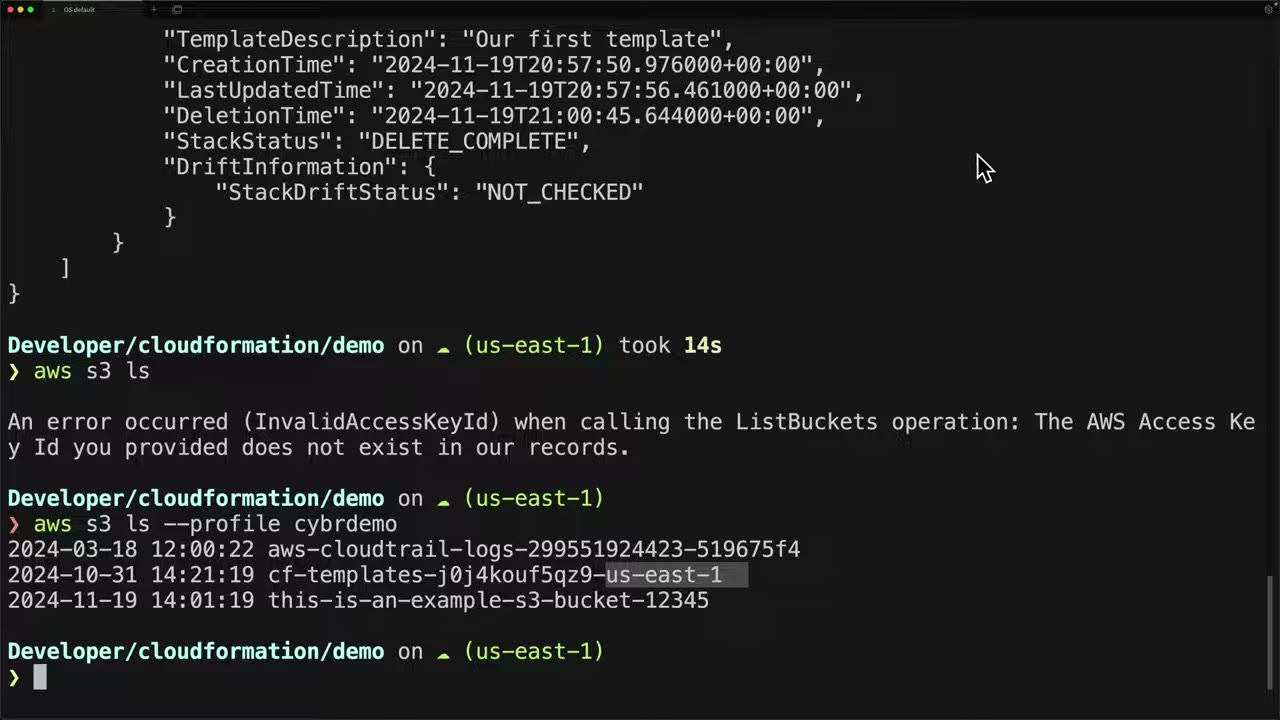 OS default
"TemplateDescription": "Our first template",
"CreationTime": "2024-11-19T20:57:50.976000+00:00",
"LastUpdatedTime": "2024-11-19T20:57:56.461000+00:00",
"DeletionTime": "2024-11-19T21:00:45.644000+00:00",
"StackStatus": "DELETE_COMPLETE",
"DriftInformation": {
"StackDriftStatus": "NOT_CHECKED"
}
}
]
}
Developer/cloudformation/demo on ☁ (us-east-1) took 14s
❯ aws s3 ls
An error occurred (InvalidAccessKeyId) when calling the ListBuckets operation: The AWS Access Ke
y Id you provided does not exist in our records.
Developer/cloudformation/demo on ☁ (us-east-1)
❯ aws s3 ls --profile cybrdemo
2024-03-18 12:00:22 aws-cloudtrail-logs-299551924423-519675f4
2024-10-31 14:21:19 cf-templates-j0j4kouf5qz9-us-east-1
2024-11-19 14:01:19 this-is-an-example-s3-bucket-12345
Developer/cloudformation/demo on ☁ (us-east-1)
❯